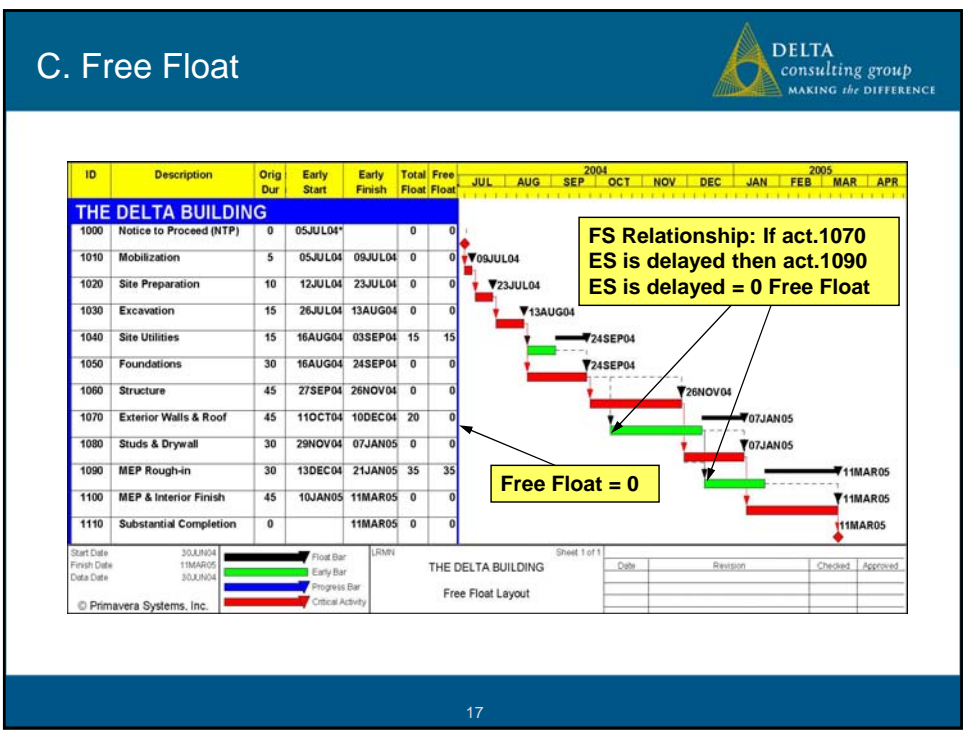 C. Free Float
DELTA
consulting group
MAKING the DIFFERENCE
ID Description Orig Dur Early Start Early Finish Total Float Free Float
2004 2005
JUL AUG SEP OCT NOV DEC JAN FEB MAR APR
THE DELTA BUILDING
1000 Notice to Proceed (NTP) 0 05JUL04* 0 0
1010 Mobilization 5 05JUL04 09JUL04 0 0 09JUL04
1020 Site Preparation 10 12JUL04 23JUL04 0 0 23JUL04
1030 Excavation 15 26JUL04 13AUG04 0 0 13AUG04
1040 Site Utilities 15 16AUG04 03SEP04 15 15 24SEP04
1050 Foundations 30 16AUG04 24SEP04 0 0 24SEP04
1060 Structure 45 27SEP04 26NOV04 0 0 26NOV04
1070 Exterior Walls & Roof 45 11OCT04 10DEC04 20 0 07JAN05
1080 Studs & Drywall 30 29NOV04 07JAN05 0 0 07JAN05
1090 MEP Rough-in 30 13DEC04 21JAN05 35 35 11MAR05
1100 MEP & Interior Finish 45 10JAN05 11MAR05 0 0 11MAR05
1110 Substantial Completion 0 11MAR05 0 0 11MAR05
FS Relationship: If act.1070
ES is delayed then act.1090
ES is delayed = 0 Free Float
Free Float = 0
Start Date 30JUN04
Finish Date 11MAR05
Data Date 30JUN04
© Primavera Systems, Inc.
Float Bar
Early Bar
Progress Bar
Critical Activity
LRMN
Sheet 1 of 1
THE DELTA BUILDING
Free Float Layout
Date Revision Checked Approved
17